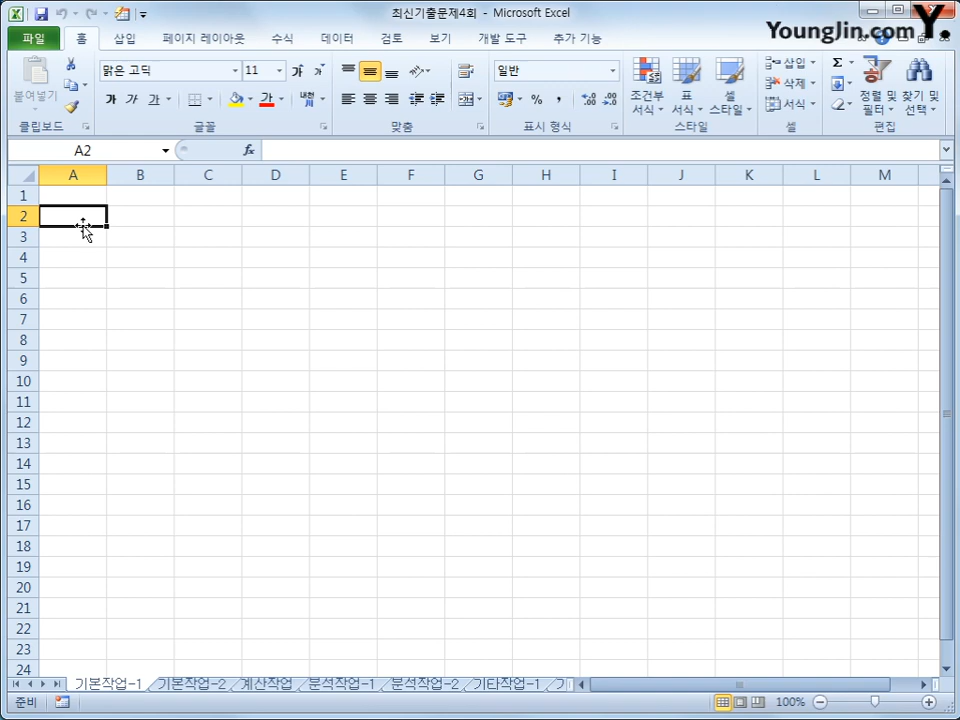 최신기출문제4회 - Microsoft Excel
Younglin.com Y.
파일 홈 삽입 페이지 레이아웃 수식 데이터 검토 보기 개발 도구 추가 기능
맑은 고딕 11 일반 삽입 Σ
붙여넣기 가 가 가 가 내천 % , 조건부 서식 표 서식 셀 스타일 삭제 서식 정렬 및 필터 찾기 및 선택
클립보드 글꼴 맞춤 표시 형식 스타일 셀 편집
A2 fx
A B C D E F G H I J K L M
1
2
3
4
5
6
7
8
9
10
11
12
13
14
15
16
17
18
19
20
21
22
23
24
기본작업-1 기본작업-2 계산작업 분석작업-1 분석작업-2 기타작업-1
준비 100%